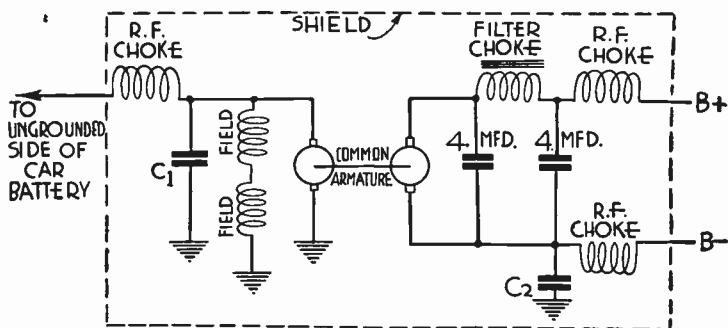 SHIELD
R.F.
CHOKE
FILTER
CHOKE
R.F.
CHOKE
TO
UNGROUNDED
SIDE OF
CAR
BATTERY
C1
FIELD
FIELD
COMMON
ARMATURE
4. MFD.
4. MFD.
B+
R.F.
CHOKE
B-
C2